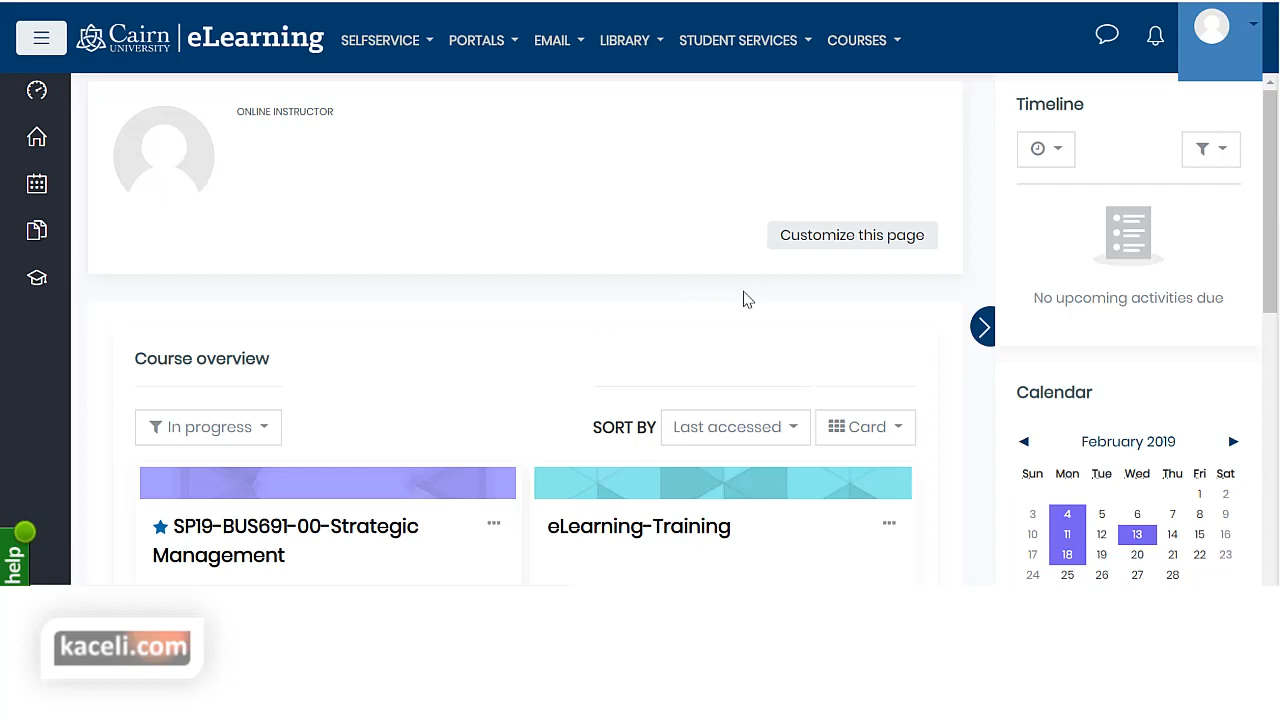 Cairn UNIVERSITY eLearning SELFSERVICE PORTALS EMAIL LIBRARY STUDENT SERVICES COURSES
ONLINE INSTRUCTOR
Customize this page
Course overview
In progress
SORT BY Last accessed Card
SP19-BUS691-00-Strategic
Management
eLearning-Training
Timeline
No upcoming activities due
Calendar
◄ February 2019 ►
Sun Mon Tue Wed Thu Fri Sat
1 2
3 4 5 6 7 8 9
10 11 12 13 14 15 16
17 18 19 20 21 22 23
24 25 26 27 28
help
kaceli.com